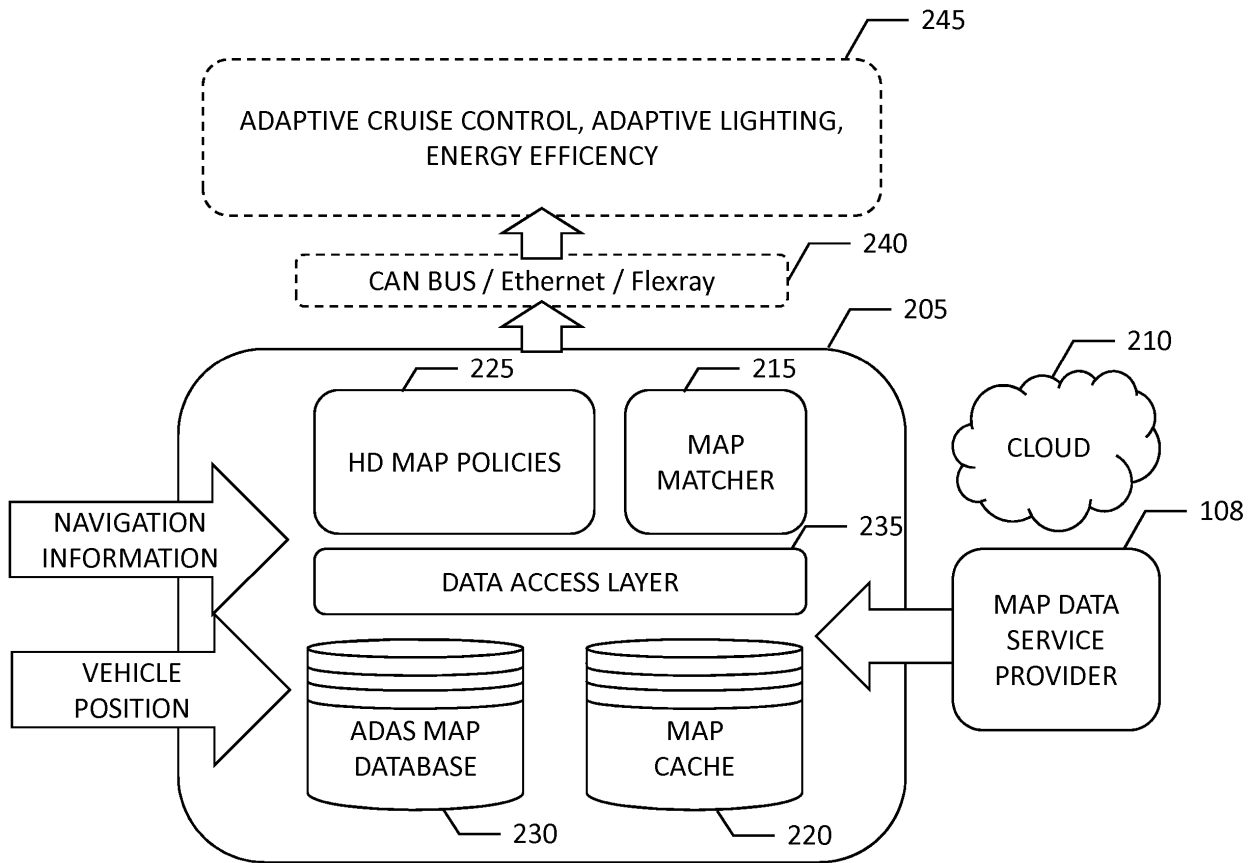 245
ADAPTIVE CRUISE CONTROL, ADAPTIVE LIGHTING,
ENERGY EFFICENCY
240
CAN BUS / Ethernet / Flexray
205
210
225
215
HD MAP POLICIES
MAP
MATCHER
CLOUD
NAVIGATION
INFORMATION
108
235
DATA ACCESS LAYER
MAP DATA
SERVICE
PROVIDER
VEHICLE
POSITION
ADAS MAP
DATABASE
MAP
CACHE
230
220